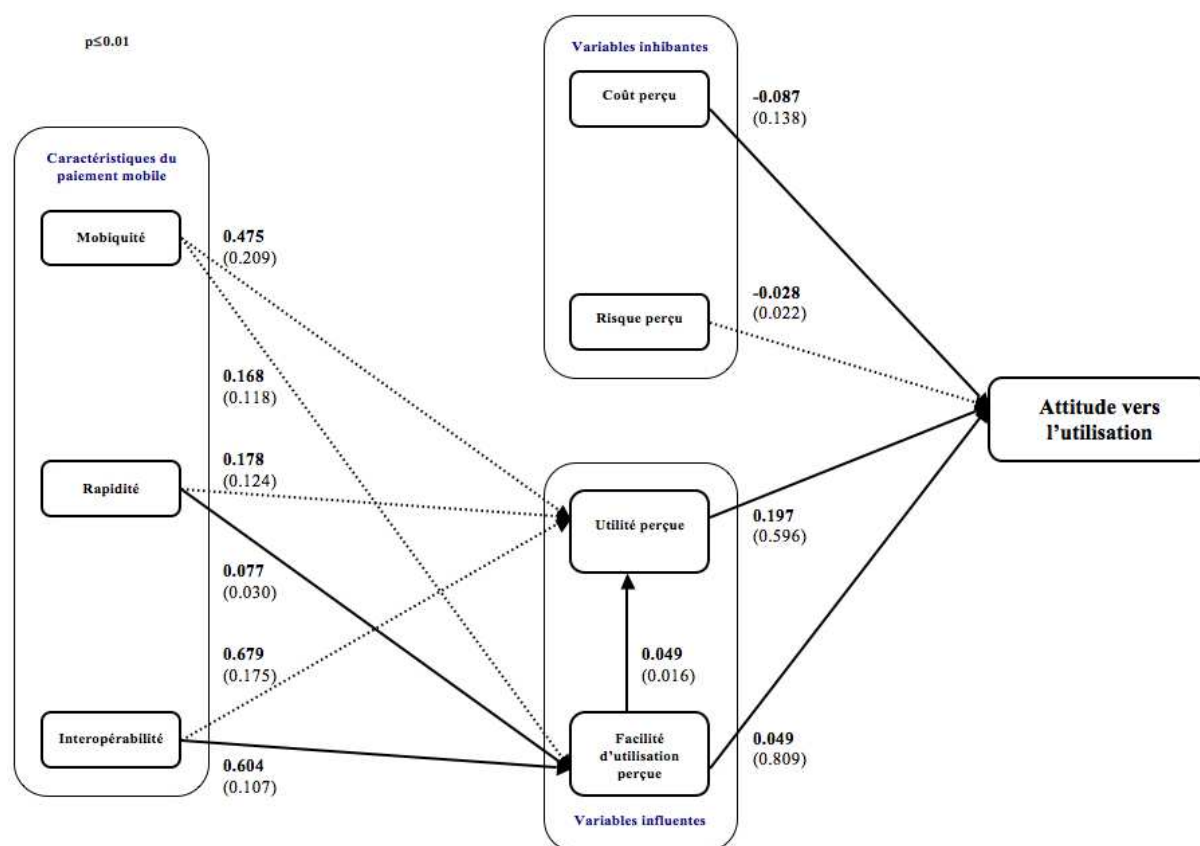 p≤0.01
Caractéristiques du
paiement mobile
Mobiquité
Rapidité
Interopérabilité
0.475
(0.209)
0.168
(0.118)
0.178
(0.124)
0.077
(0.030)
0.679
(0.175)
0.604
(0.107)
Variables inhibantes
Coût perçu
Risque perçu
Utilité perçue
0.049
(0.016)
Facilité
d'utilisation
perçue
Variables influentes
-0.087
(0.138)
-0.028
(0.022)
0.197
(0.596)
0.049
(0.809)
Attitude vers
l'utilisation